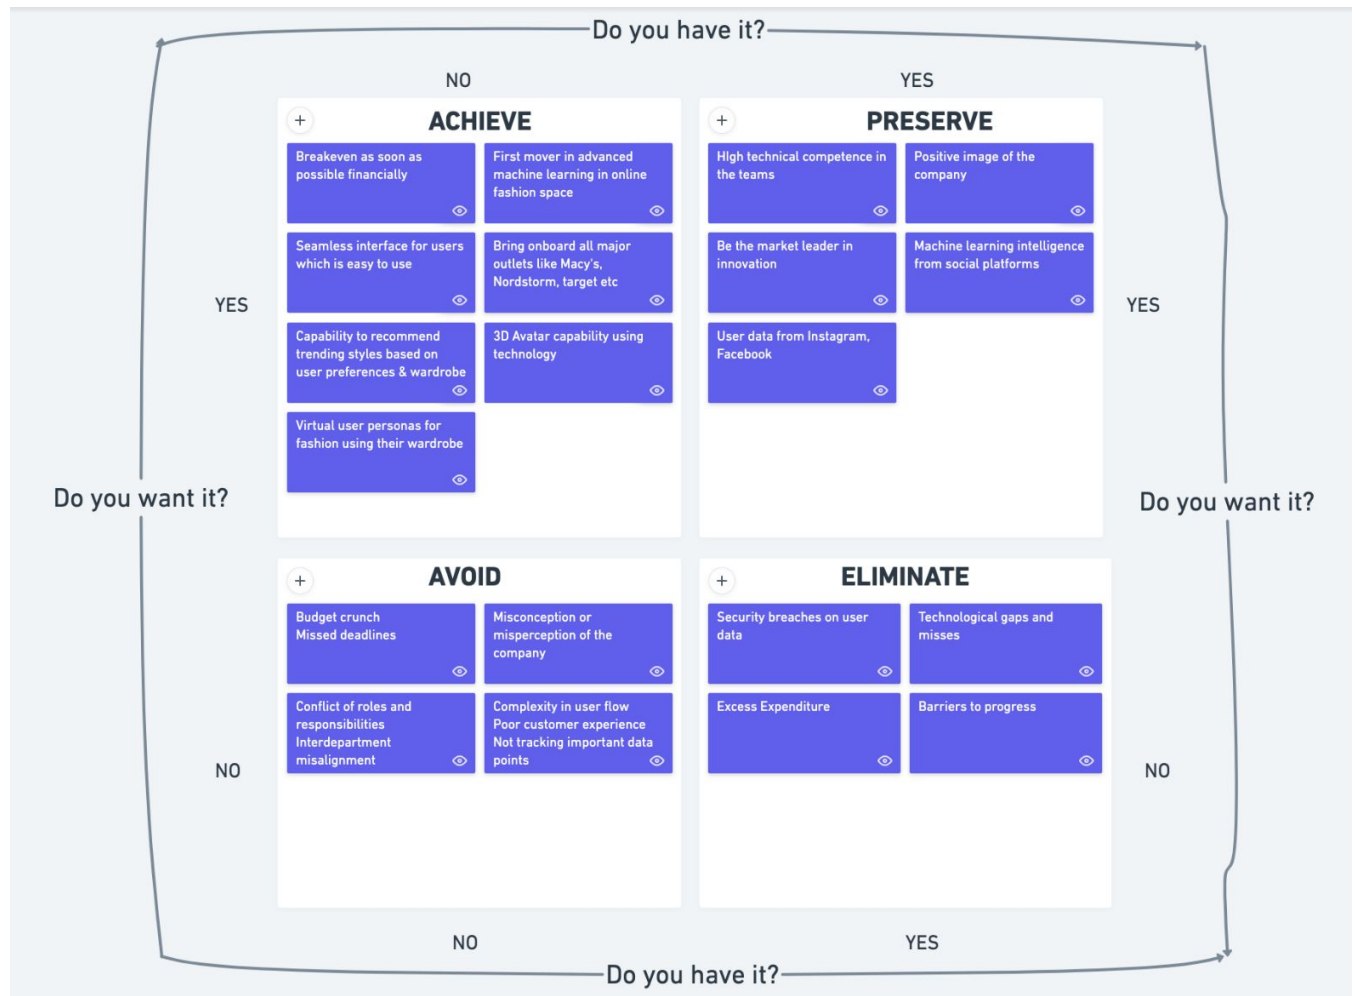 Do you have it?
NO
YES
+
ACHIEVE
Breakeven as soon as
possible financially
First mover in advanced
machine learning in online
fashion space
Seamless interface for users
which is easy to use
Bring onboard all major
outlets like Macy's,
Nordstorm, target etc
Capability to recommend
trending styles based on
user preferences & wardrobe
3D Avatar capability using
technology
Virtual user personas for
fashion using their wardrobe
+
PRESERVE
HIgh technical competence in
the teams
Positive image of the
company
Be the market leader in
innovation
Machine learning intelligence
from social platforms
User data from Instagram,
Facebook
YES
YES
Do you want it?
Do you want it?
+
AVOID
Budget crunch
Missed deadlines
Misconception or
misperception of the
company
Conflict of roles and
responsibilities
Interdepartment
misalignment
Complexity in user flow
Poor customer experience
Not tracking important data
points
+
ELIMINATE
Security breaches on user
data
Technological gaps and
misses
Excess Expenditure
Barriers to progress
NO
NO
NO
YES
Do you have it?